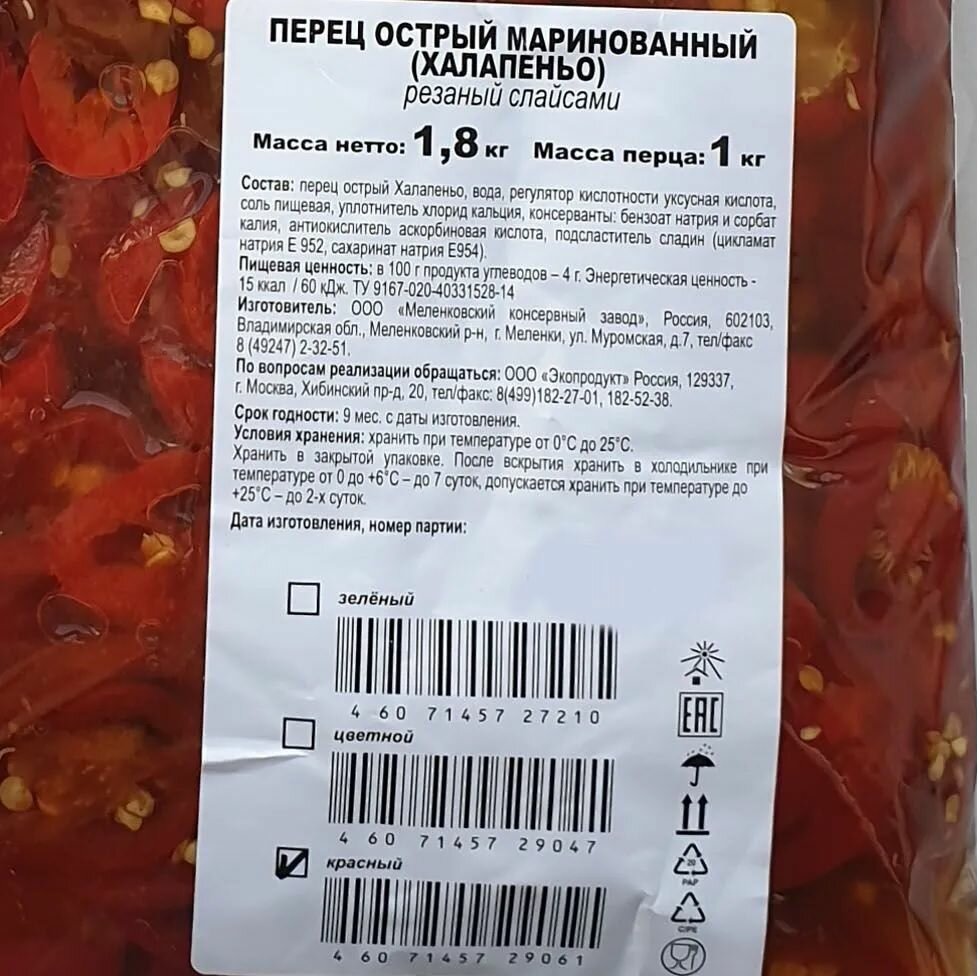 ПЕРЕЦ ОСТРЫЙ МАРИНОВАННЫЙ
(ХАЛАПЕНЬО)
резаный слайсами
Масса нетто: 1,8 кг Масса перца: 1 кг
Состав: перец острый Халапеньо, вода, регулятор кислотности уксусная кислота,
соль пищевая, уплотнитель хлорид кальция, консерванты: бензоат натрия и сорбат
калия, антиокислитель аскорбиновая кислота, подсластитель сладин (цикламат
натрия Е 952, сахаринат натрия Е954).
Пищевая ценность: в 100 г продукта углеводов – 4 г. Энергетическая ценность -
15 ккал / 60 кДж. ТУ 9167-020-40331528-14
Изготовитель: ООО «Меленковский консервный завод», Россия, 602103,
Владимирская обл., Меленковский р-н, г. Меленки, ул. Муромская, д.7, тел/факс
8 (49247) 2-32-51.
По вопросам реализации обращаться: ООО «Экопродукт» Россия, 129337,
г. Москва, Хибинский пр-д, 20, тел/факс: 8(499)182-27-01, 182-52-38.
Срок годности: 9 мес. с даты изготовления.
Условия хранения: хранить при температуре от 0°С до 25°С.
Хранить в закрытой упаковке. После вскрытия хранить в холодильнике при
температуре от 0 до +6°С – до 7 суток, допускается хранить при температуре до
+25°С – до 2-х суток.
Дата изготовления, номер партии:
зелёный
4 60 71457 27210
цветной
4 60 71457 29047
красный
4 60 71457 29061
EAC
20
PAP
C/PE